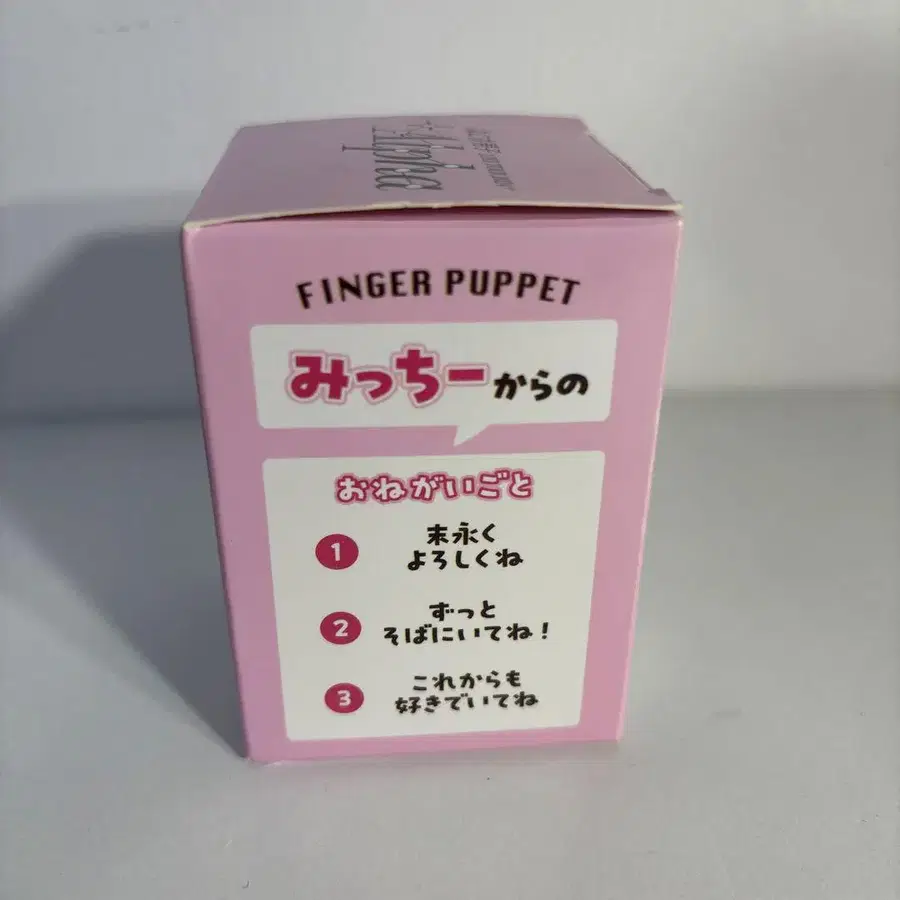 FINGER PUPPET
みっちーからの
おねがいごと
1 末永く
よろしくね
2 ずっと
そばにいてね!
3 これからも
好きでいてね